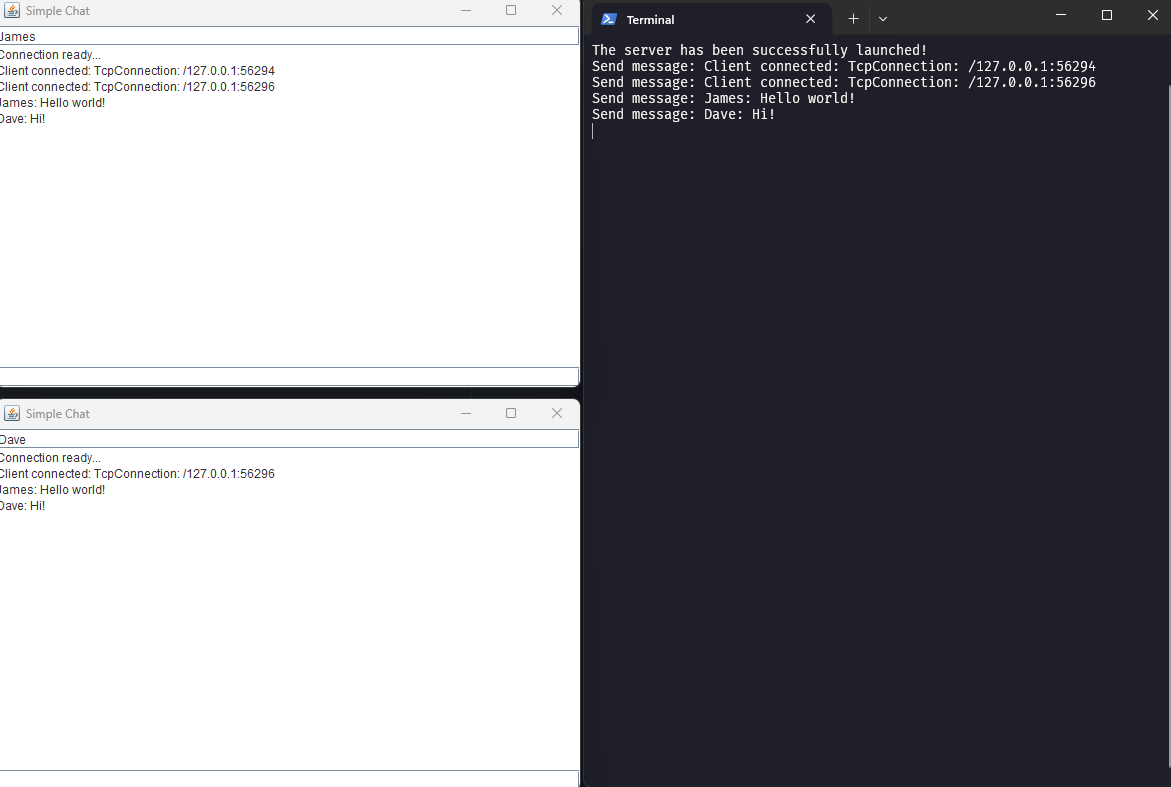 Simple Chat
James
Connection ready...
Client connected: TcpConnection: /127.0.0.1:56294
Client connected: TcpConnection: /127.0.0.1:56296
James: Hello world!
Dave: Hi!
Simple Chat
Dave
Connection ready...
Client connected: TcpConnection: /127.0.0.1:56296
James: Hello world!
Dave: Hi!
Terminal
The server has been successfully launched!
Send message: Client connected: TcpConnection: /127.0.0.1:56294
Send message: Client connected: TcpConnection: /127.0.0.1:56296
Send message: James: Hello world!
Send message: Dave: Hi!